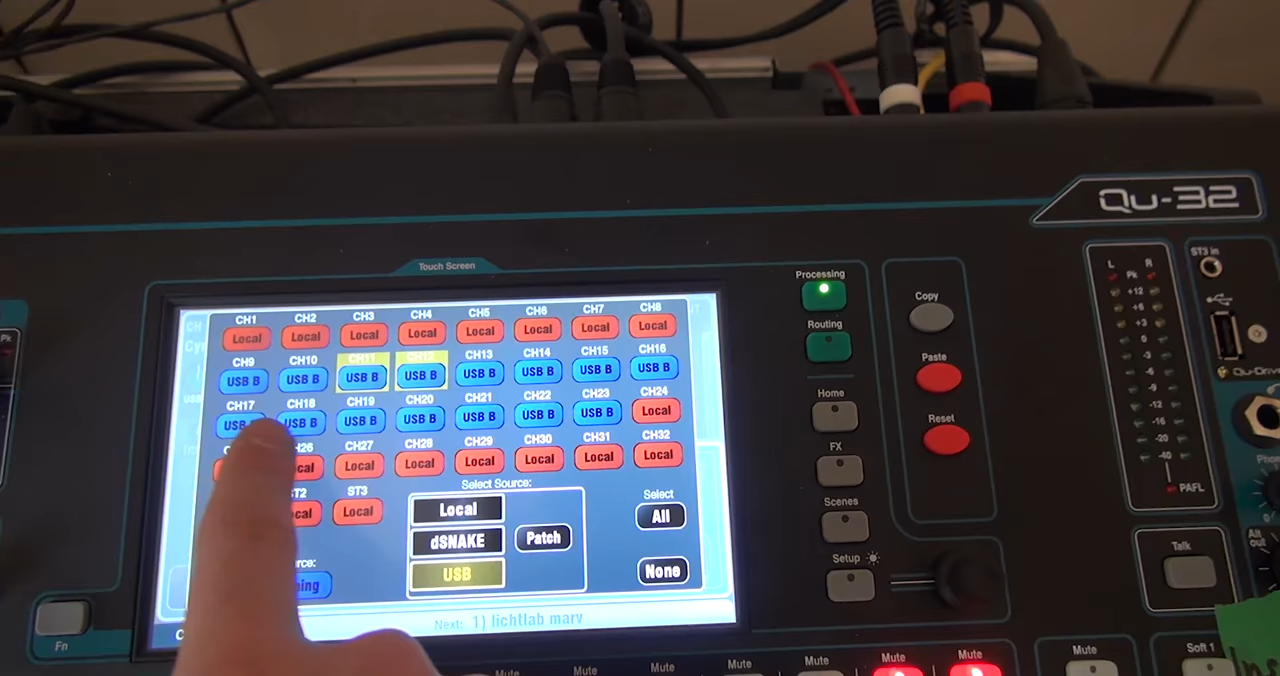 Qu-32
Touch Screen
Processing
Routing
Home
FX
Scenes
Setup
Copy
Paste
Reset
L R
Pk
+12
+6
+3
0
-3
-6
-9
-12
-16
-20
-40
PAFL
ST3 in
Qu-Drive
Talk
Alt
out
Fn
Pk
CH1 CH2 CH3 CH4 CH5 CH6 CH7 CH8
Local Local Local Local Local Local Local Local
CH9 CH10 CH11 CH12 CH13 CH14 CH15 CH16
USB B USB B USB B USB B USB B USB B USB B USB B
CH17 CH18 CH19 CH20 CH21 CH22 CH23 CH24
USB B USB B USB B USB B USB B Local
CH27 CH28 CH29 CH30 CH31 CH32
Local Local Local Local Local Local
ST3
Local
Select Source:
Local
dSNAKE
USB
Patch
Select
All
None
Next: 1) lichtlab marv
Mute Mute Mute Mute Mute Mute Mute Mute
Soft 1